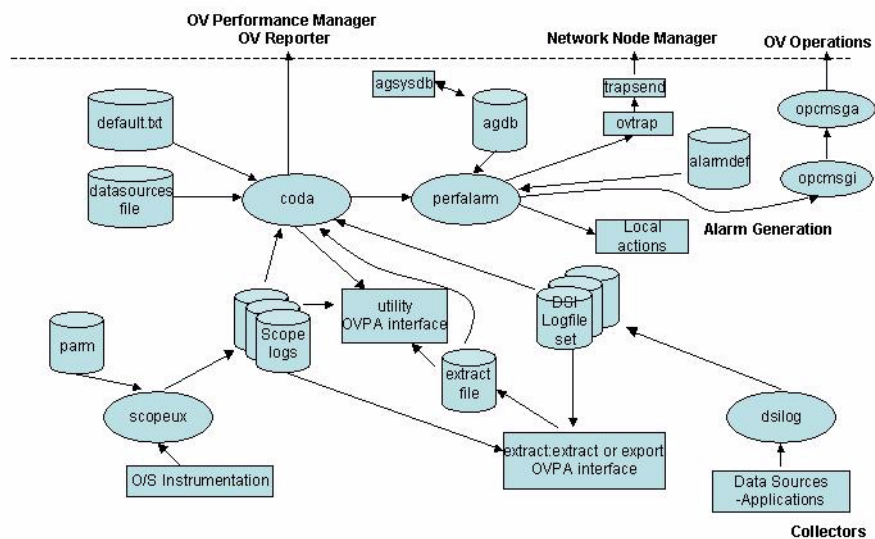 OV Performance Manager
OV Reporter
Network Node Manager
OV Operations
agsysdb
trapsend
opcmsga
default.txt
agdb
ovtrap
alarmdef
datasources
file
coda
perfalarm
opcmsgi
Local
actions
Alarm Generation
utility
OVPA interface
DSI
Logfile
set
parm
Scope
logs
extract
file
scopeux
dsilog
extract:extract or export
OVPA interface
O/S Instrumentation
Data Sources
-Applications
Collectors